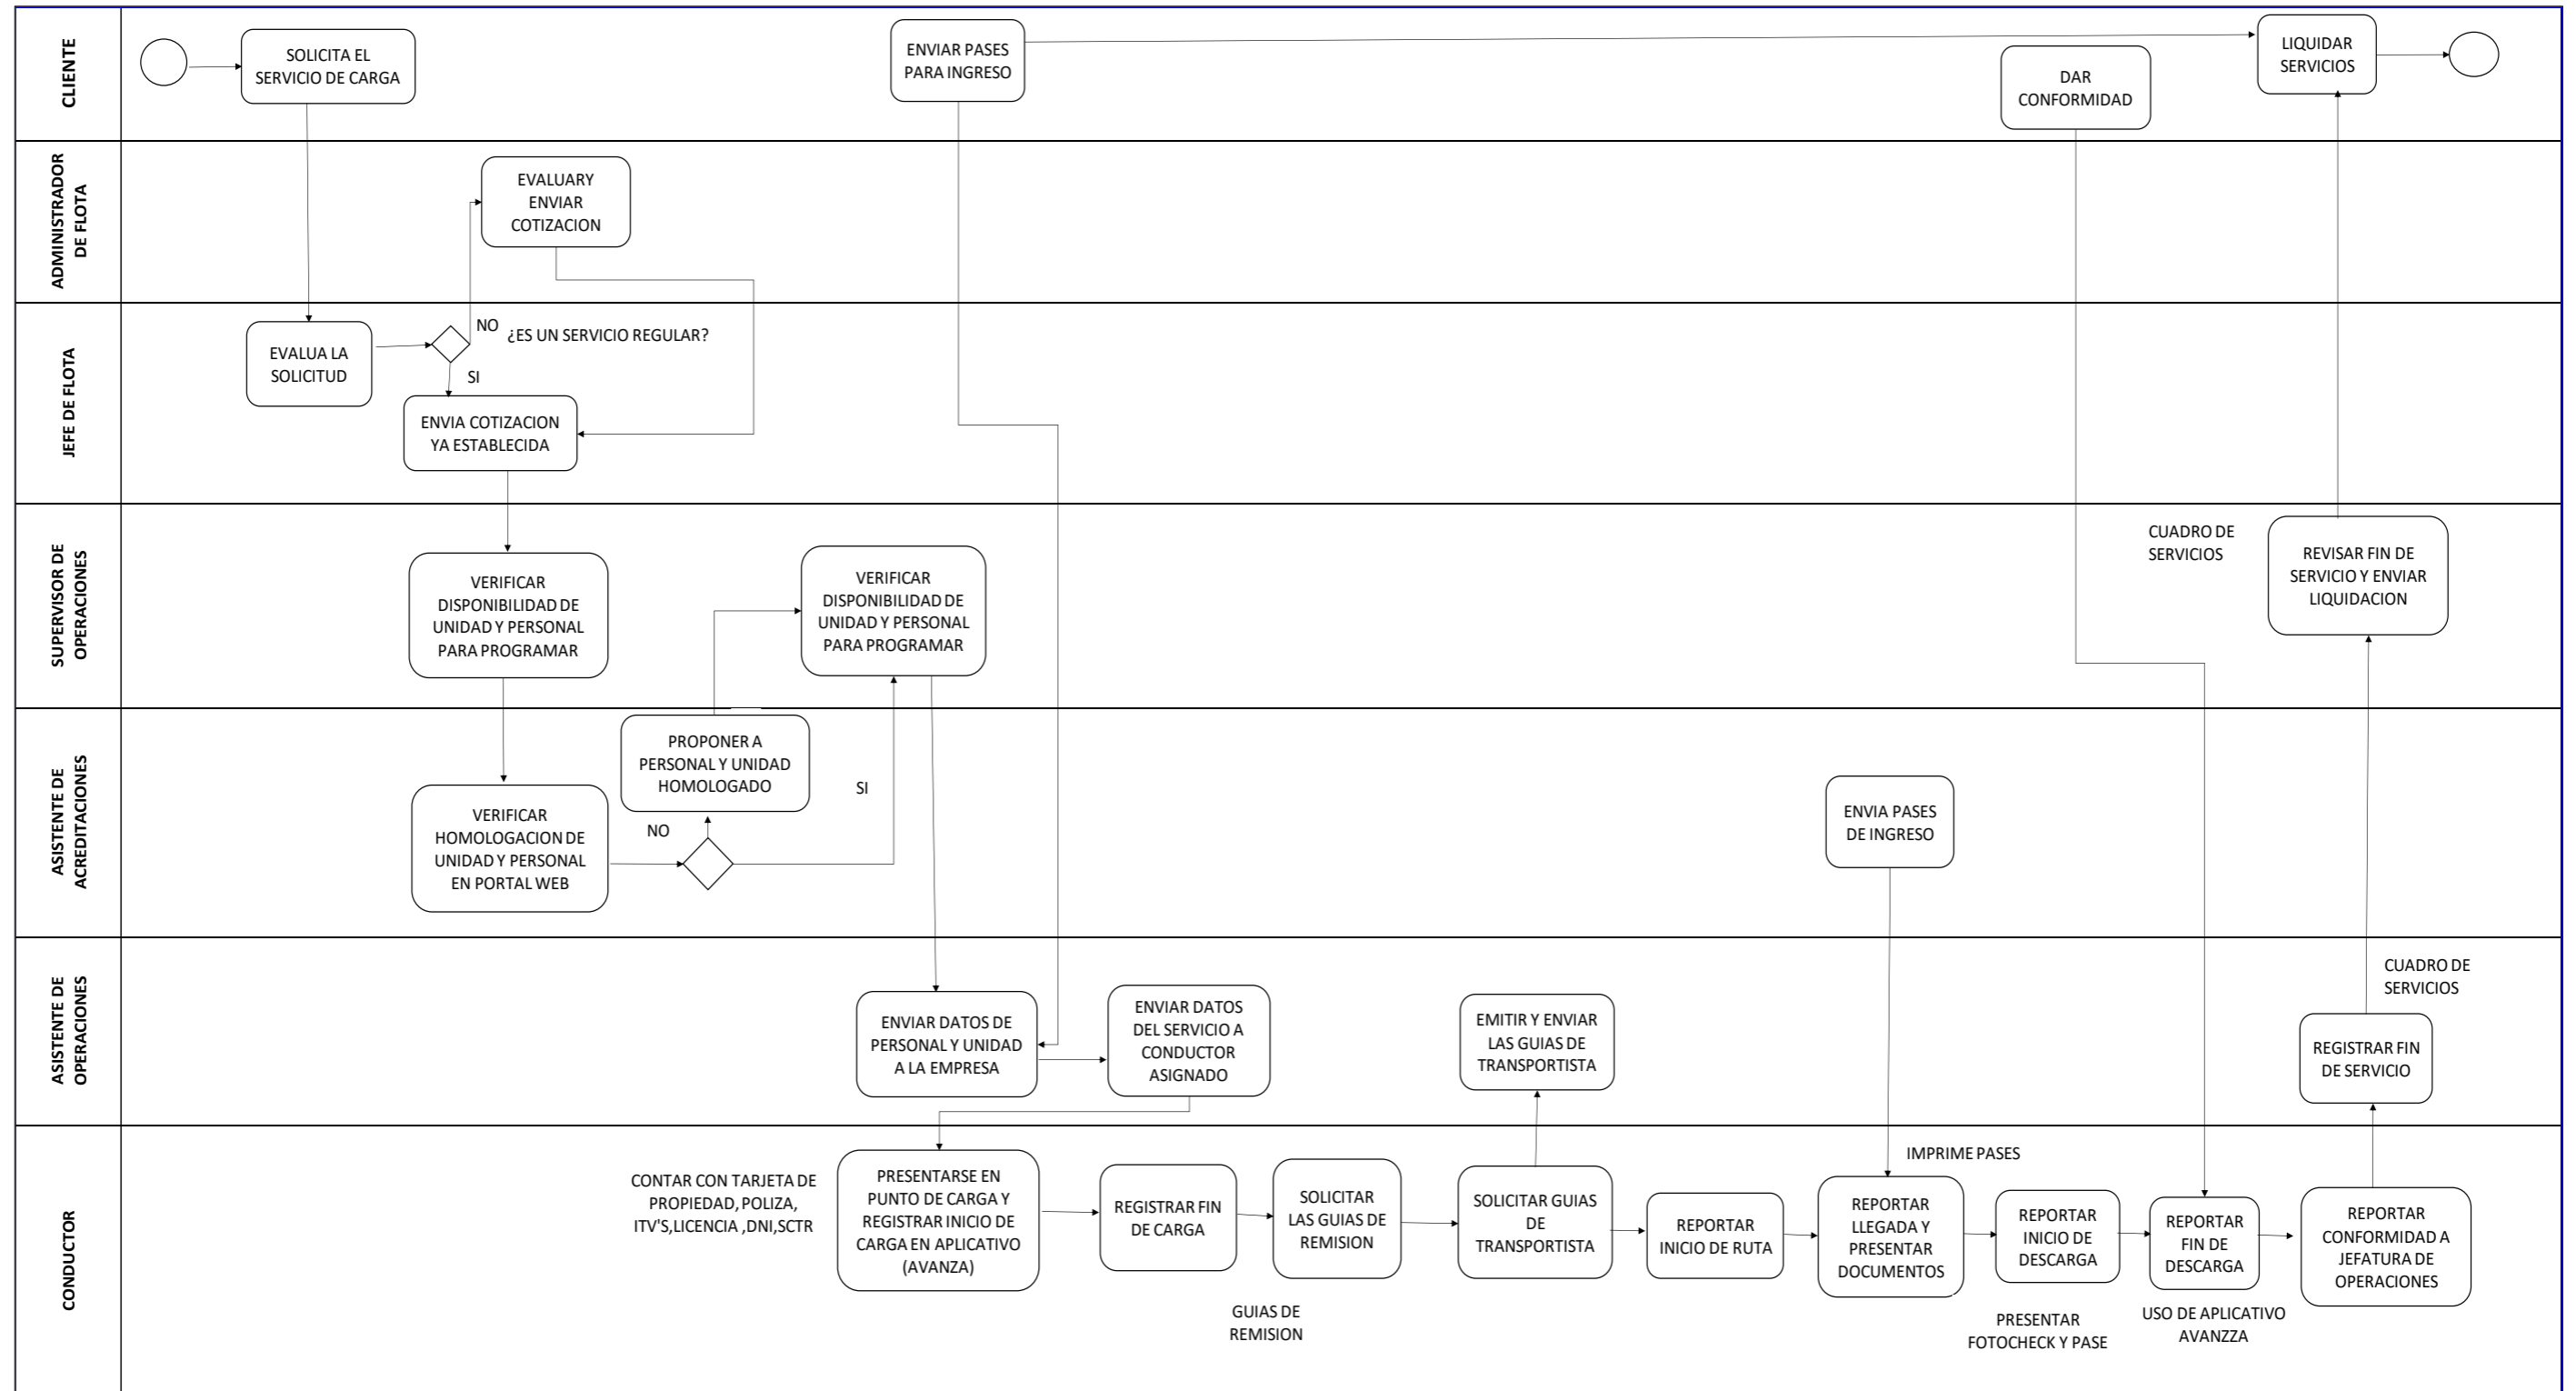 CLIENTE
SOLICITA EL
SERVICIO DE CARGA
ENVIAR PASES
PARA INGRESO
DAR
CONFORMIDAD
LIQUIDAR
SERVICIOS
ADMINISTRADOR
DE FLOTA
EVALUARY
ENVIAR
COTIZACION
JEFE DE FLOTA
EVALUA LA
SOLICITUD
NO
¿ES UN SERVICIO REGULAR?
SI
ENVIA COTIZACION
YA ESTABLECIDA
SUPERVISOR DE
OPERACIONES
VERIFICAR
DISPONIBILIDAD DE
UNIDAD Y PERSONAL
PARA PROGRAMAR
VERIFICAR
DISPONIBILIDAD DE
UNIDAD Y PERSONAL
PARA PROGRAMAR
CUADRO DE
SERVICIOS
REVISAR FIN DE
SERVICIO Y ENVIAR
LIQUIDACION
ASISTENTE DE
ACREDITACIONES
VERIFICAR
HOMOLOGACION DE
UNIDAD Y PERSONAL
EN PORTAL WEB
PROPONER A
PERSONAL Y UNIDAD
HOMOLOGADO
NO
SI
ENVIA PASES
DE INGRESO
ASISTENTE DE
OPERACIONES
ENVIAR DATOS DE
PERSONAL Y UNIDAD
A LA EMPRESA
ENVIAR DATOS
DEL SERVICIO A
CONDUCTOR
ASIGNADO
EMITIR Y ENVIAR
LAS GUIAS DE
TRANSPORTISTA
CUADRO DE
SERVICIOS
REGISTRAR FIN
DE SERVICIO
CONDUCTOR
CONTAR CON TARJETA DE
PROPIEDAD, POLIZA,
ITV'S,LICENCIA ,DNI,SCTR
PRESENTARSE EN
PUNTO DE CARGA Y
REGISTRAR INICIO DE
CARGA EN APLICATIVO
(AVANZA)
REGISTRAR FIN
DE CARGA
SOLICITAR
LAS GUIAS DE
REMISION
GUIAS DE
REMISION
SOLICITAR GUIAS
DE
TRANSPORTISTA
REPORTAR
INICIO DE RUTA
IMPRIME PASES
REPORTAR
LLEGADA Y
PRESENTAR
DOCUMENTOS
REPORTAR
INICIO DE
DESCARGA
PRESENTAR
FOTOCHECK Y PASE
REPORTAR
FIN DE
DESCARGA
USO DE APLICATIVO
AVANZZA
REPORTAR
CONFORMIDAD A
JEFATURA DE
OPERACIONES